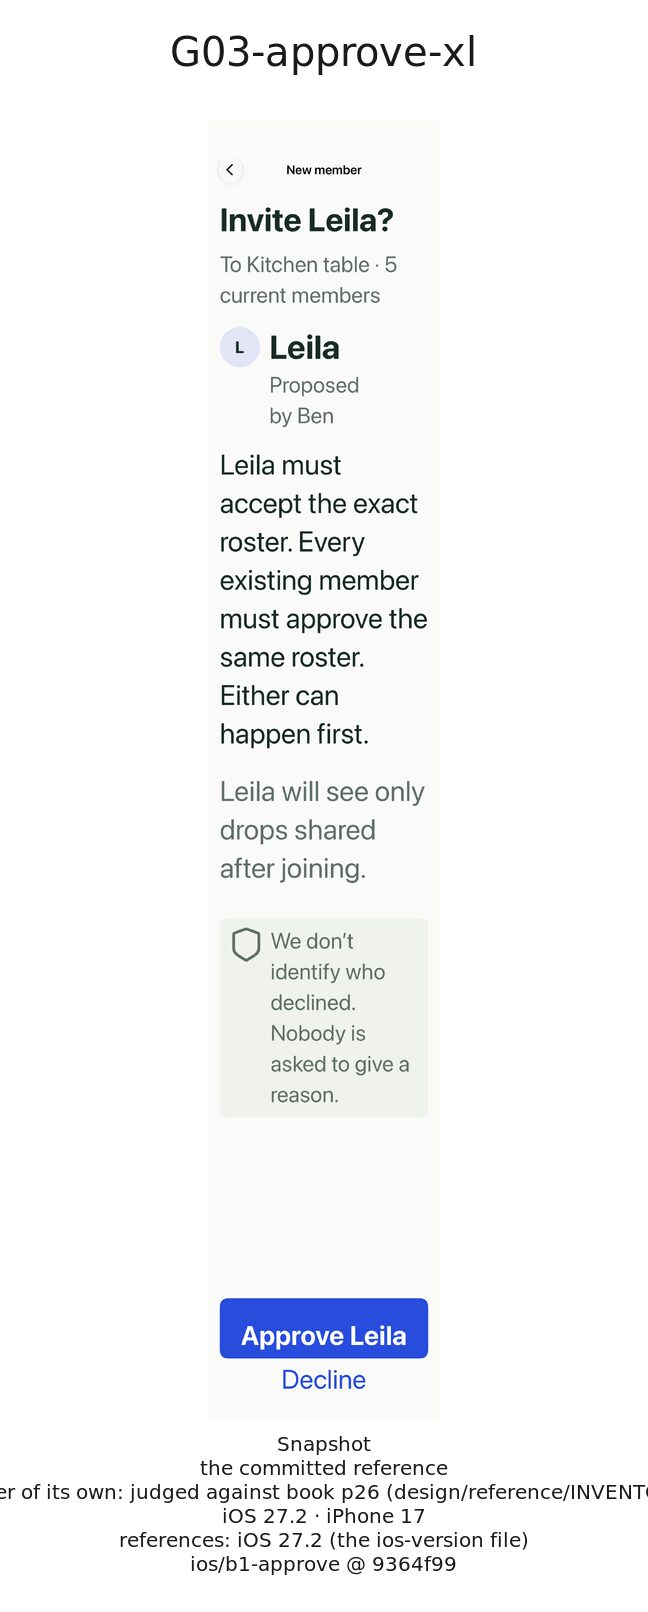 G03-approve-xl
New member
Invite Leila?
To Kitchen table · 5
current members
L
Leila
Proposed
by Ben
Leila must
accept the exact
roster. Every
existing member
must approve the
same roster.
Either can
happen first.
Leila will see only
drops shared
after joining.
We don’t
identify who
declined.
Nobody is
asked to give a
reason.
Approve Leila
Decline
Snapshot
the committed reference
of its own: judged against book p26
iOS 27.2 · iPhone 17
references: iOS 27.2 (the ios-version file)
ios/b1-approve @ 9364f99